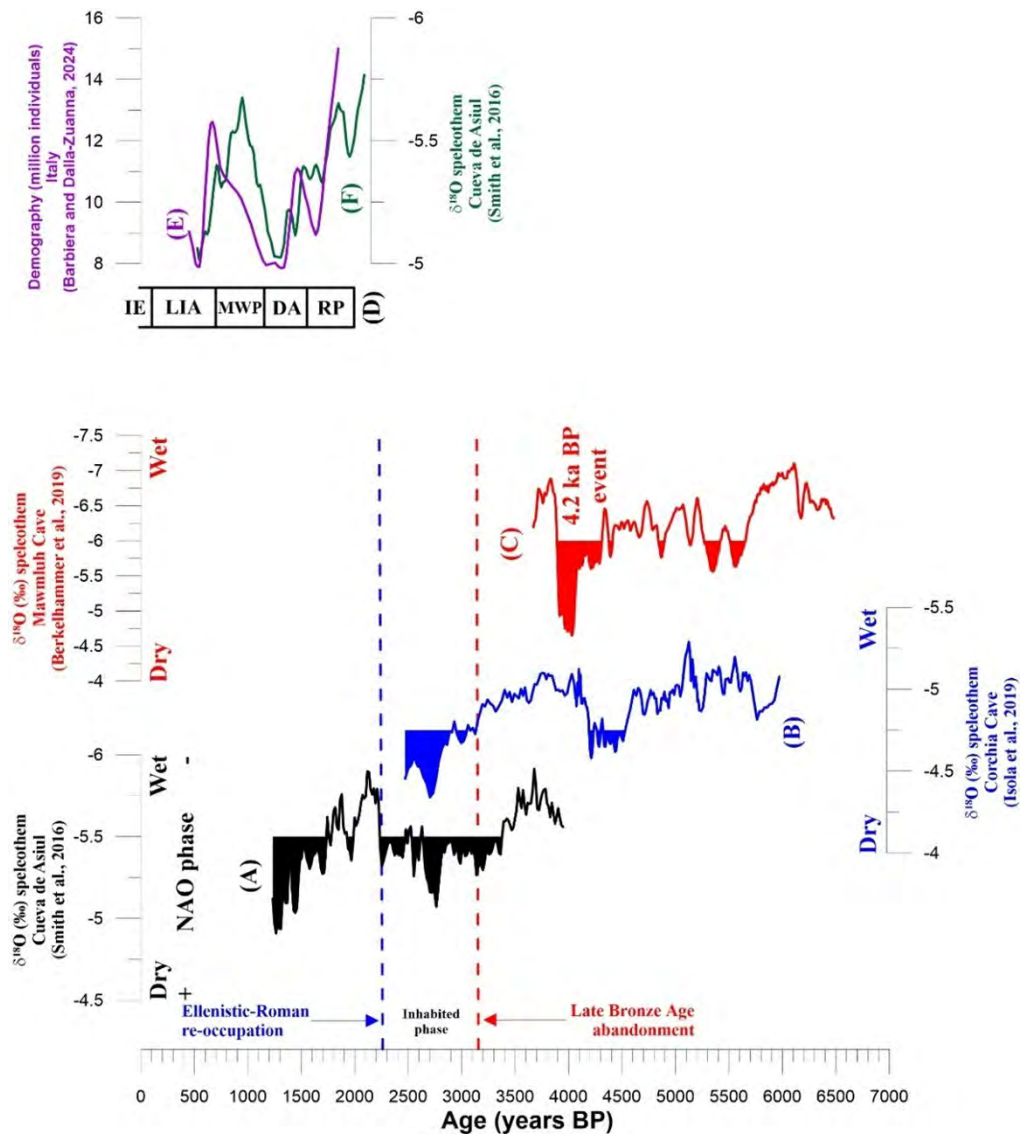 16
14
12
10
8
Demography (million individuals)
Italy
(Barbiera and Dalla-Zuanna, 2024)
(E)
(F)
-6
-5.5
-5
δ¹⁸O speleothem
Cueva de Asiul
(Smith et al., 2016)
IE LIA MWP DA RP (D)
-7.5
-7
-6.5
-6
-5.5
-5
-4.5
-4
δ¹⁸O (‰) speleothem
Mawmluh Cave
(Berkelhammer et al., 2019)
Wet
Dry
4.2 ka BP
event
(C)
-5.5
-5
-4.5
-4
Wet
Dry
δ¹⁸O (‰) speleothem
Corchia Cave
(Isola et al., 2019)
(B)
-6
-5.5
-5
-4.5
δ¹⁸O (‰) speleothem
Cueva de Asiul
(Smith et al., 2016)
Wet -
NAO phase
Dry +
(A)
Ellenistic-Roman
re-occupation
Inhabited
phase
Late Bronze Age
abandonment
0 500 1000 1500 2000 2500 3000 3500 4000 4500 5000 5500 6000 6500 7000
Age (years BP)